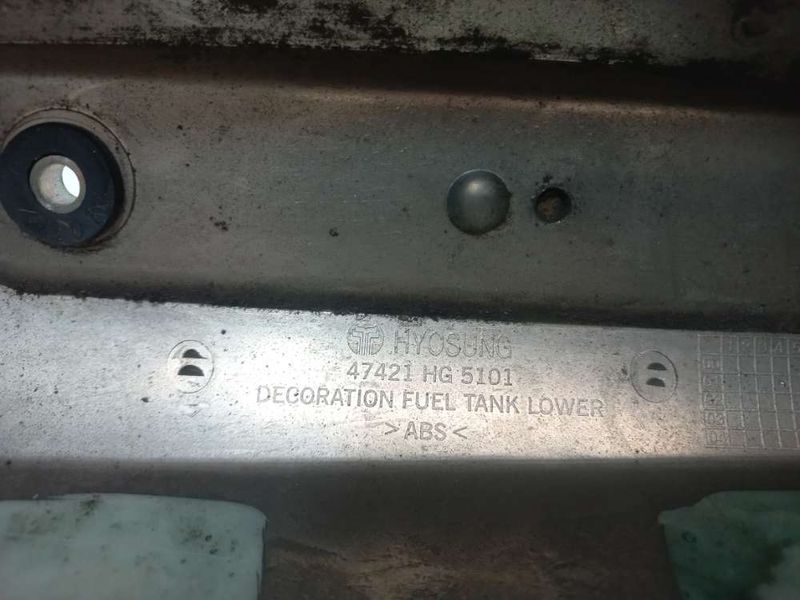 HYOSUNG
47421 HG 5101
DECORATION FUEL TANK LOWER
>ABS<